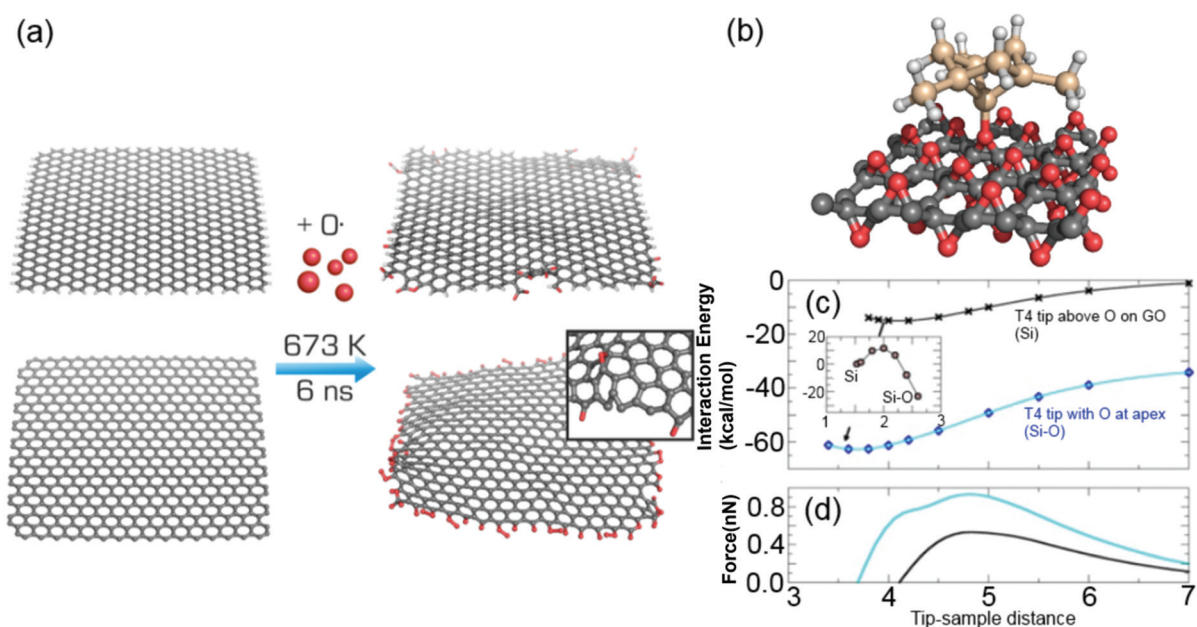 (a)
+ O·
673 K
6 ns
(b)
(c)
Interaction Energy
(kcal/mol)
0
-20
-40
-60
T4 tip above O on GO
(Si)
20
0
-20
Si
Si-O
1
2
3
T4 tip with O at apex
(Si-O)
(d)
Force(nN)
0.8
0.4
0.0
3
4
5
6
7
Tip-sample distance